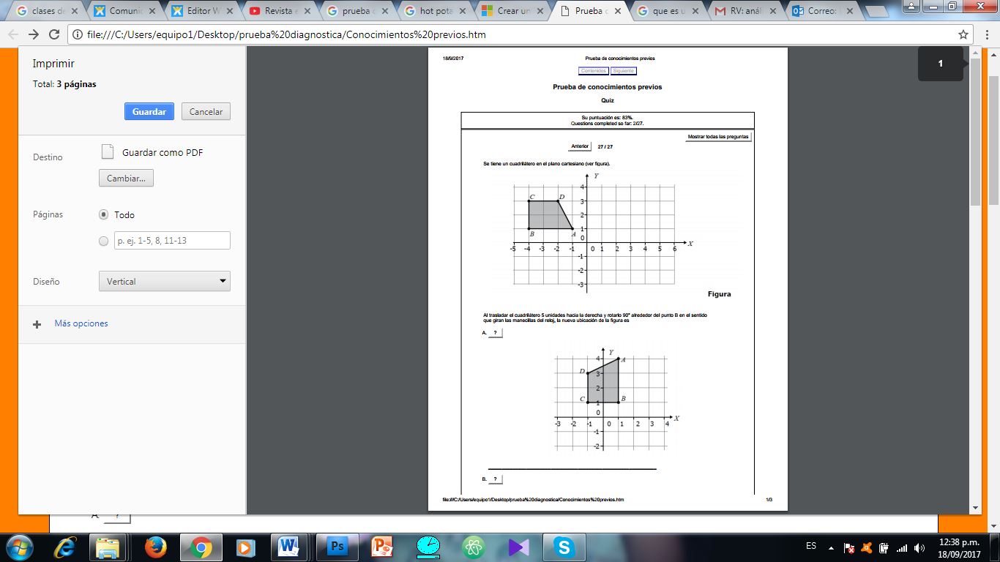 clases de
Comunic
Editor W
Revista e
prueba d
hot pota
Crear un
Prueba c
que es u
RV: anál
Correo:
file:///C:/Users/equipo1/Desktop/prueba%20diagnostica/Conocimientos%20previos.htm
Imprimir
Total: 3 páginas
Guardar
Cancelar
Destino
Guardar como PDF
Cambiar...
Páginas
Todo
p. ej. 1-5, 8, 11-13
Diseño
Vertical
Más opciones
1
18/9/2017
Prueba de conocimientos previos
Contenidos
Siguiente
Prueba de conocimientos previos
Quiz
Su puntuación es: 83%.
Questions completed so far: 2/27.
Mostrar todas las preguntas
Anterior
27 / 27
Se tiene un cuadrilátero en el plano cartesiano (ver figura).
Y
4
C D
3
2
B A 1
0
X
-5 -4 -3 -2 -1 0 1 2 3 4 5 6
-1
-2
-3
Figura
Al trasladar el cuadrilátero 5 unidades hacia la derecha y rotarlo 90° alrededor del punto B en el sentido
que giran las manecillas del reloj, la nueva ubicación de la figura es
A. ?
Y
4 A
D 3
2
C 1 B
0
X
-3 -2 -1 0 1 2 3 4
-1
-2
B. ?
file:///C:/Users/equipo1/Desktop/prueba%20diagnostica/Conocimientos%20previos.htm
1/3
A. ?
ES
12:38 p.m.
18/09/2017